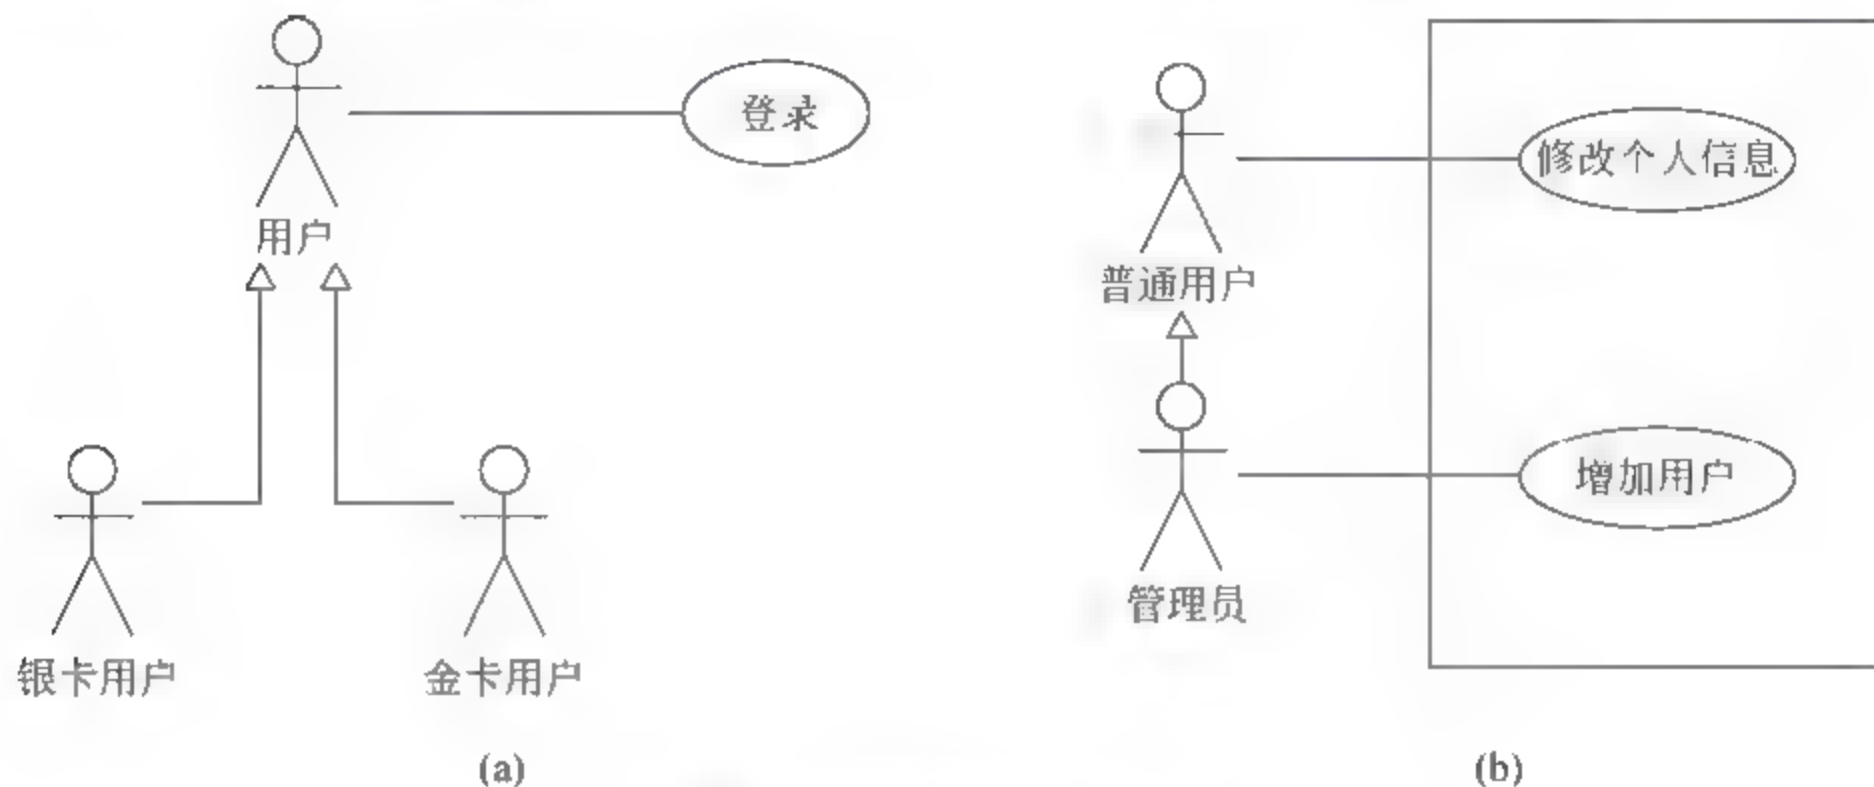 登录
用户
银卡用户
金卡用户
(a)
修改个人信息
普通用户
增加用户
管理员
(b)